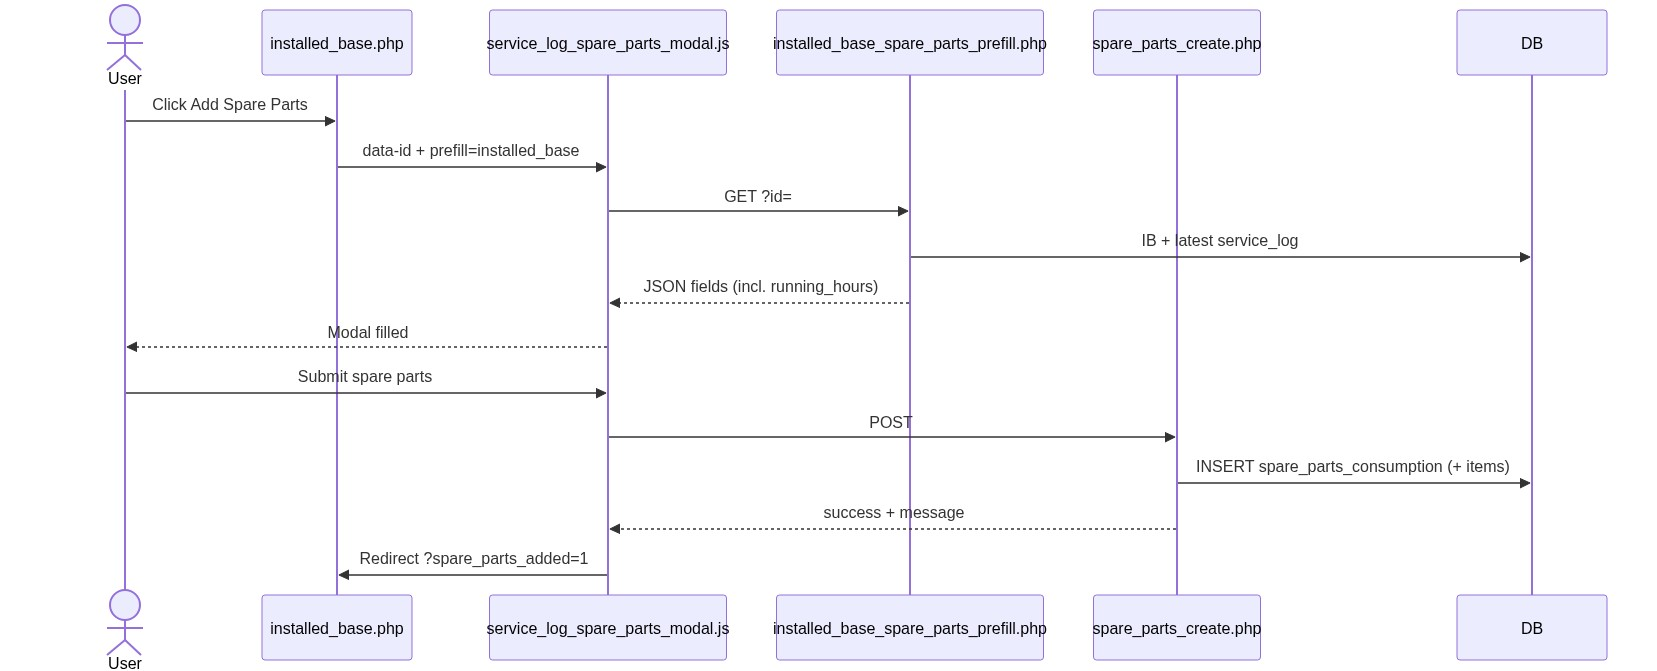 User
installed_base.php
service_log_spare_parts_modal.js
installed_base_spare_parts_prefill.php
spare_parts_create.php
DB
Click Add Spare Parts
data-id + prefill=installed_base
GET ?id=
IB + latest service_log
JSON fields (incl. running_hours)
Modal filled
Submit spare parts
POST
INSERT spare_parts_consumption (+ items)
success + message
Redirect ?spare_parts_added=1
User
installed_base.php
service_log_spare_parts_modal.js
installed_base_spare_parts_prefill.php
spare_parts_create.php
DB